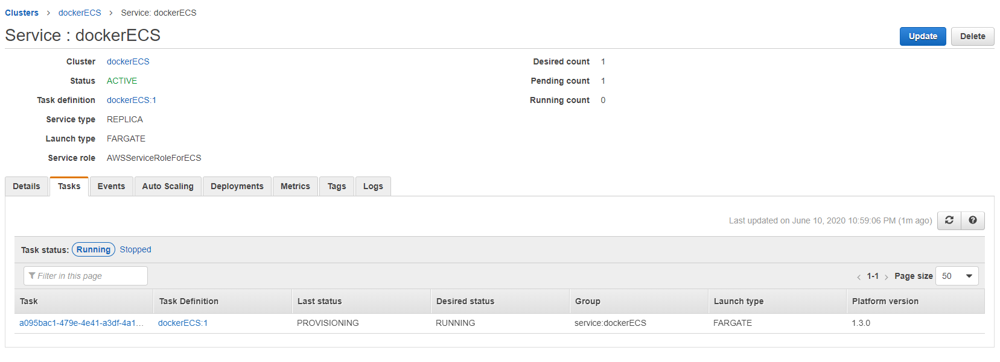 Clusters > dockerECS > Service: dockerECS
Service : dockerECS
Update Delete
Cluster dockerECS Desired count 1
Status ACTIVE Pending count 1
Task definition dockerECS:1 Running count 0
Service type REPLICA
Launch type FARGATE
Service role AWSServiceRoleForECS
Details Tasks Events Auto Scaling Deployments Metrics Tags Logs
Last updated on June 10, 2020 10:59:06 PM (1m ago)
Task status: Running Stopped
Filter in this page < 1-1 > Page size 50
Task Task Definition Last status Desired status Group Launch type Platform version
a095bac1-479e-4e41-a3df-4a1... dockerECS:1 PROVISIONING RUNNING service:dockerECS FARGATE 1.3.0